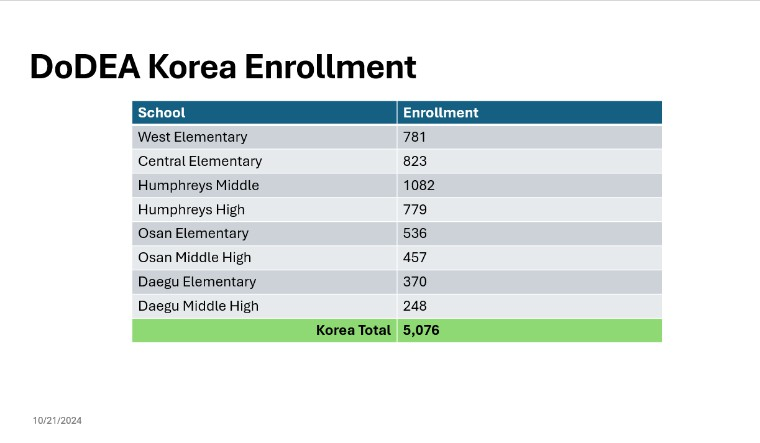 DoDEA Korea Enrollment
School Enrollment
West Elementary 781
Central Elementary 823
Humphreys Middle 1082
Humphreys High 779
Osan Elementary 536
Osan Middle High 457
Daegu Elementary 370
Daegu Middle High 248
Korea Total 5,076
10/21/2024